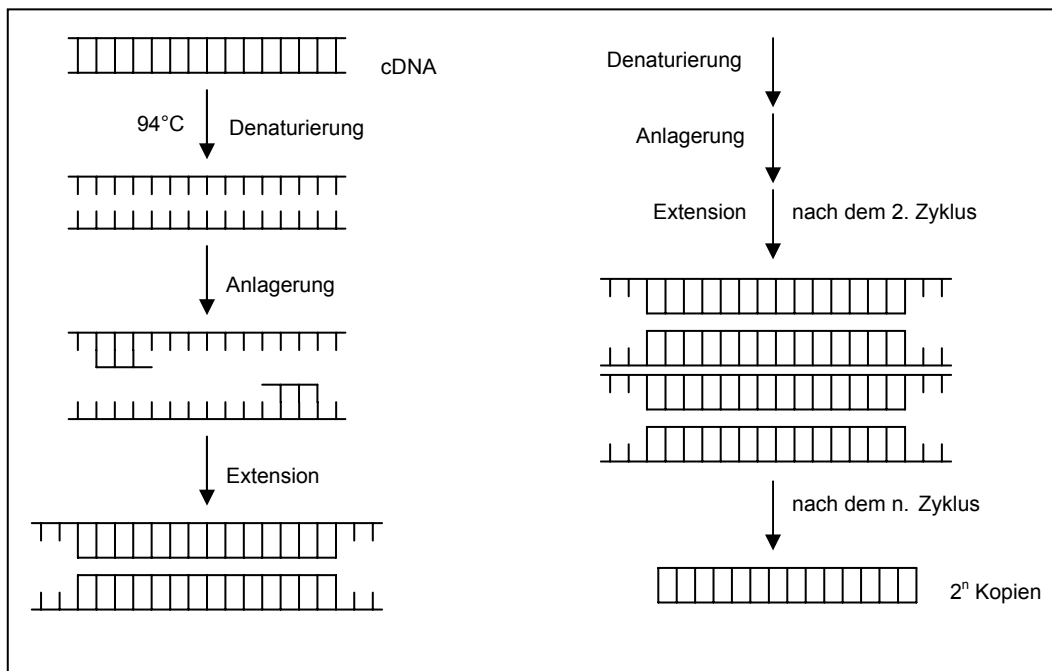 cDNA
94°C Denaturierung
Anlagerung
Extension
Denaturierung
Anlagerung
Extension nach dem 2. Zyklus
nach dem n. Zyklus
2ⁿ Kopien